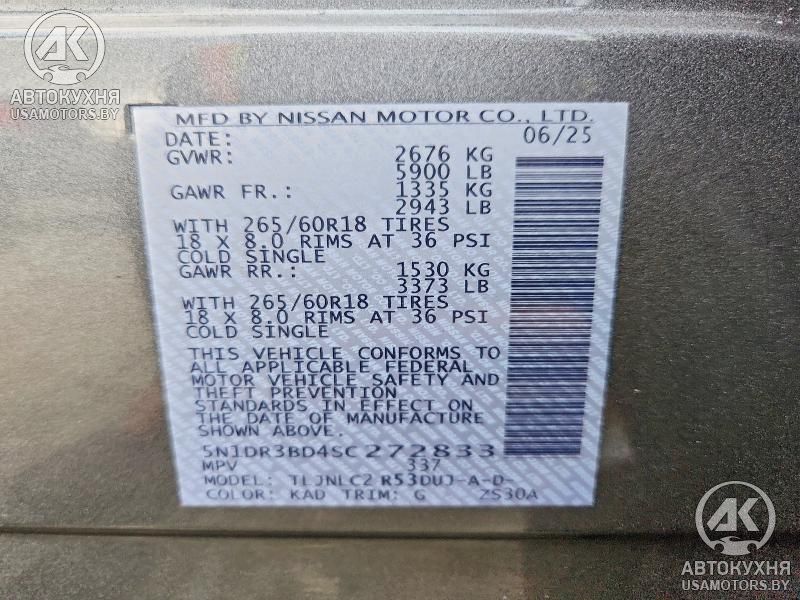 AK
АВТОКУХНЯ
USAMOTORS.BY
MFD BY NISSAN MOTOR CO., LTD.
DATE: 06/25
GVWR: 2676 KG
5900 LB
GAWR FR.: 1335 KG
2943 LB
WITH 265/60R18 TIRES
18 X 8.0 RIMS AT 36 PSI
COLD SINGLE
GAWR RR.: 1530 KG
3373 LB
WITH 265/60R18 TIRES
18 X 8.0 RIMS AT 36 PSI
COLD SINGLE
THIS VEHICLE CONFORMS TO
ALL APPLICABLE FEDERAL
MOTOR VEHICLE SAFETY AND
THEFT PREVENTION
STANDARDS IN EFFECT ON
THE DATE OF MANUFACTURE
SHOWN ABOVE.
5N1DR3BD4SC272833
MPV 337
MODEL: TLJNLC2 R53DUJ-A-D-
COLOR: KAD TRIM: G ZS30A
AK
АВТОКУХНЯ
USAMOTORS.BY